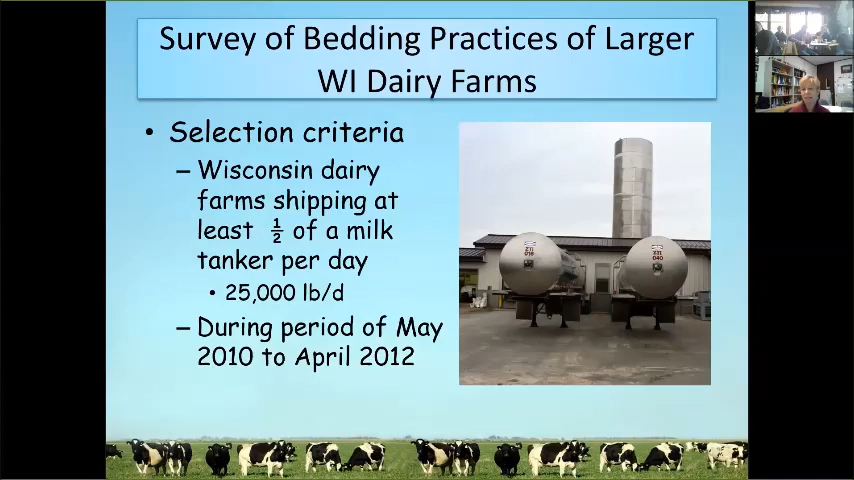 Survey of Bedding Practices of Larger
WI Dairy Farms
• Selection criteria
– Wisconsin dairy
farms shipping at
least ½ of a milk
tanker per day
• 25,000 lb/d
– During period of May
2010 to April 2012